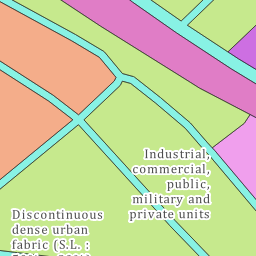 Industrial,
commercial,
public,
military and
private units
Discontinuous
dense urban
fabric (S.L. :